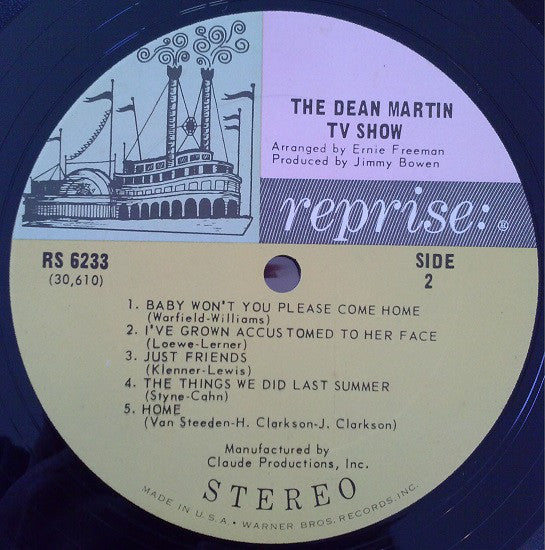 THE DEAN MARTIN
TV SHOW
Arranged by Ernie Freeman
Produced by Jimmy Bowen
reprise:
RS 6233
(30,610)
SIDE
2
1. BABY WON'T YOU PLEASE COME HOME
(Warfield-Williams)
2. I'VE GROWN ACCUSTOMED TO HER FACE
(Loewe-Lerner)
3. JUST FRIENDS
(Klenner-Lewis)
4. THE THINGS WE DID LAST SUMMER
(Styne-Cahn)
5. HOME
(Van Steeden-H. Clarkson-J. Clarkson)
Manufactured by
Claude Productions, Inc.
STEREO
MADE IN U.S.A. • WARNER BROS. RECORDS, INC.